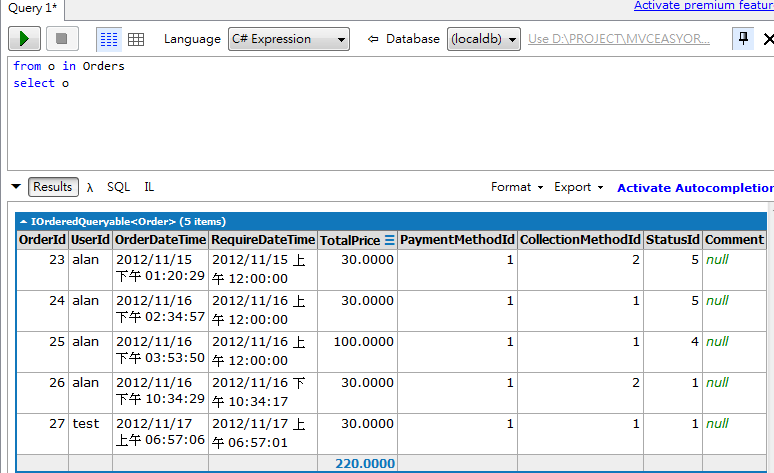 Query 1*
Activate premium featur
Language C# Expression Database (localdb) Use D:\PROJECT\MVCEASYOR...
from o in Orders
select o
Results λ SQL IL Format Export Activate Autocompletion
IOrderedQueryable<Order> (5 items)
OrderId UserId OrderDateTime RequireDateTime TotalPrice PaymentMethodId CollectionMethodId StatusId Comment
23 alan 2012/11/15 下午 01:20:29 2012/11/15 上午 12:00:00 30.0000 1 2 5 null
24 alan 2012/11/16 下午 02:34:57 2012/11/16 上午 12:00:00 30.0000 1 1 5 null
25 alan 2012/11/16 下午 03:53:50 2012/11/16 上午 12:00:00 100.0000 1 1 4 null
26 alan 2012/11/16 下午 10:34:29 2012/11/16 下午 10:34:17 30.0000 1 2 1 null
27 test 2012/11/17 上午 06:57:06 2012/11/17 上午 06:57:01 30.0000 1 1 1 null
220.0000